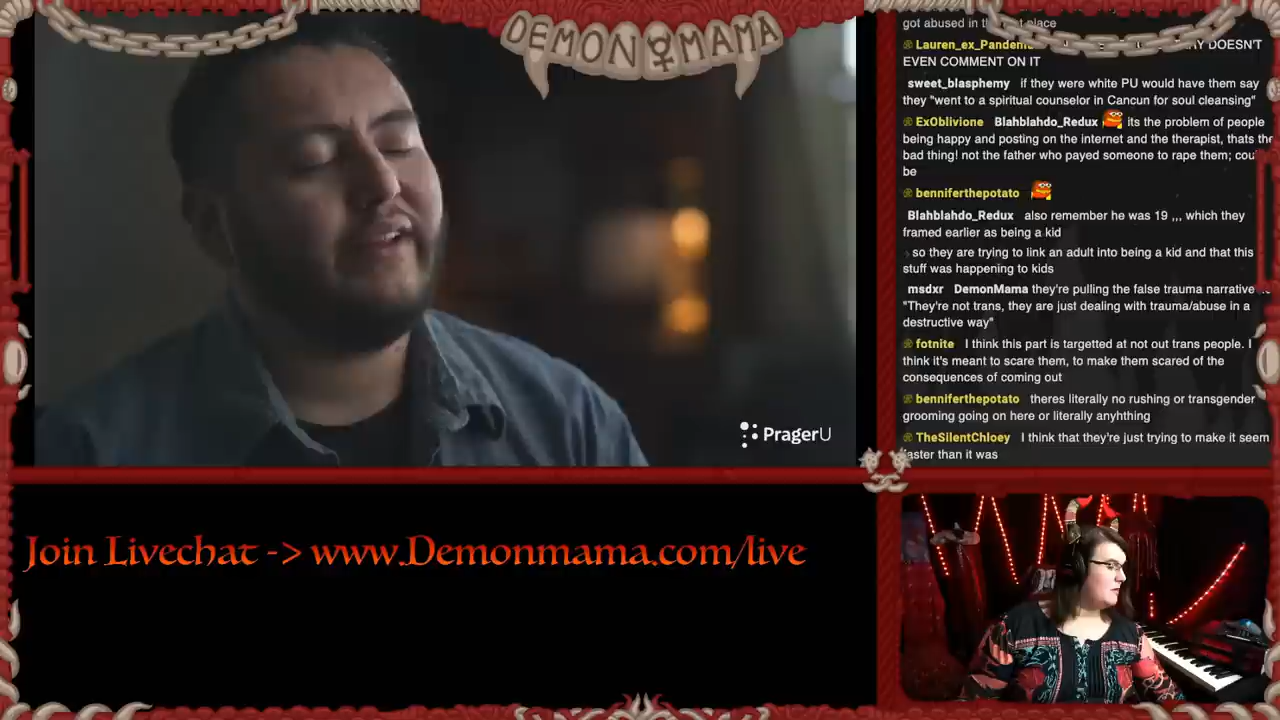 DEMON MAMA
got abused in the
place
Lauren_ex_Pandem
Y DOESN'T
EVEN COMMENT ON IT
sweet_blasphemy if they were white PU would have them say
they "went to a spiritual counselor in Cancun for soul cleansing"
ExOblivione Blahblahdo_Redux its the problem of people
being happy and posting on the internet and the therapist, thats the
bad thing! not the father who payed someone to rape them; coul
be
benniferthepotato
Blahblahdo_Redux also remember he was 19 ,,, which they
framed earlier as being a kid
so they are trying to link an adult into being a kid and that this
stuff was happening to kids
msdxr DemonMama they're pulling the false trauma narrative
"They're not trans, they are just dealing with trauma/abuse in a
destructive way"
fotnite I think this part is targetted at not out trans people. I
think it's meant to scare them, to make them scared of the
consequences of coming out
benniferthepotato theres literally no rushing or transgender
grooming going on here or literally anyhthing
TheSilentChloey I think that they're just trying to make it seem
faster than it was
PragerU
Join Livechat -> www.Demonmama.com/live